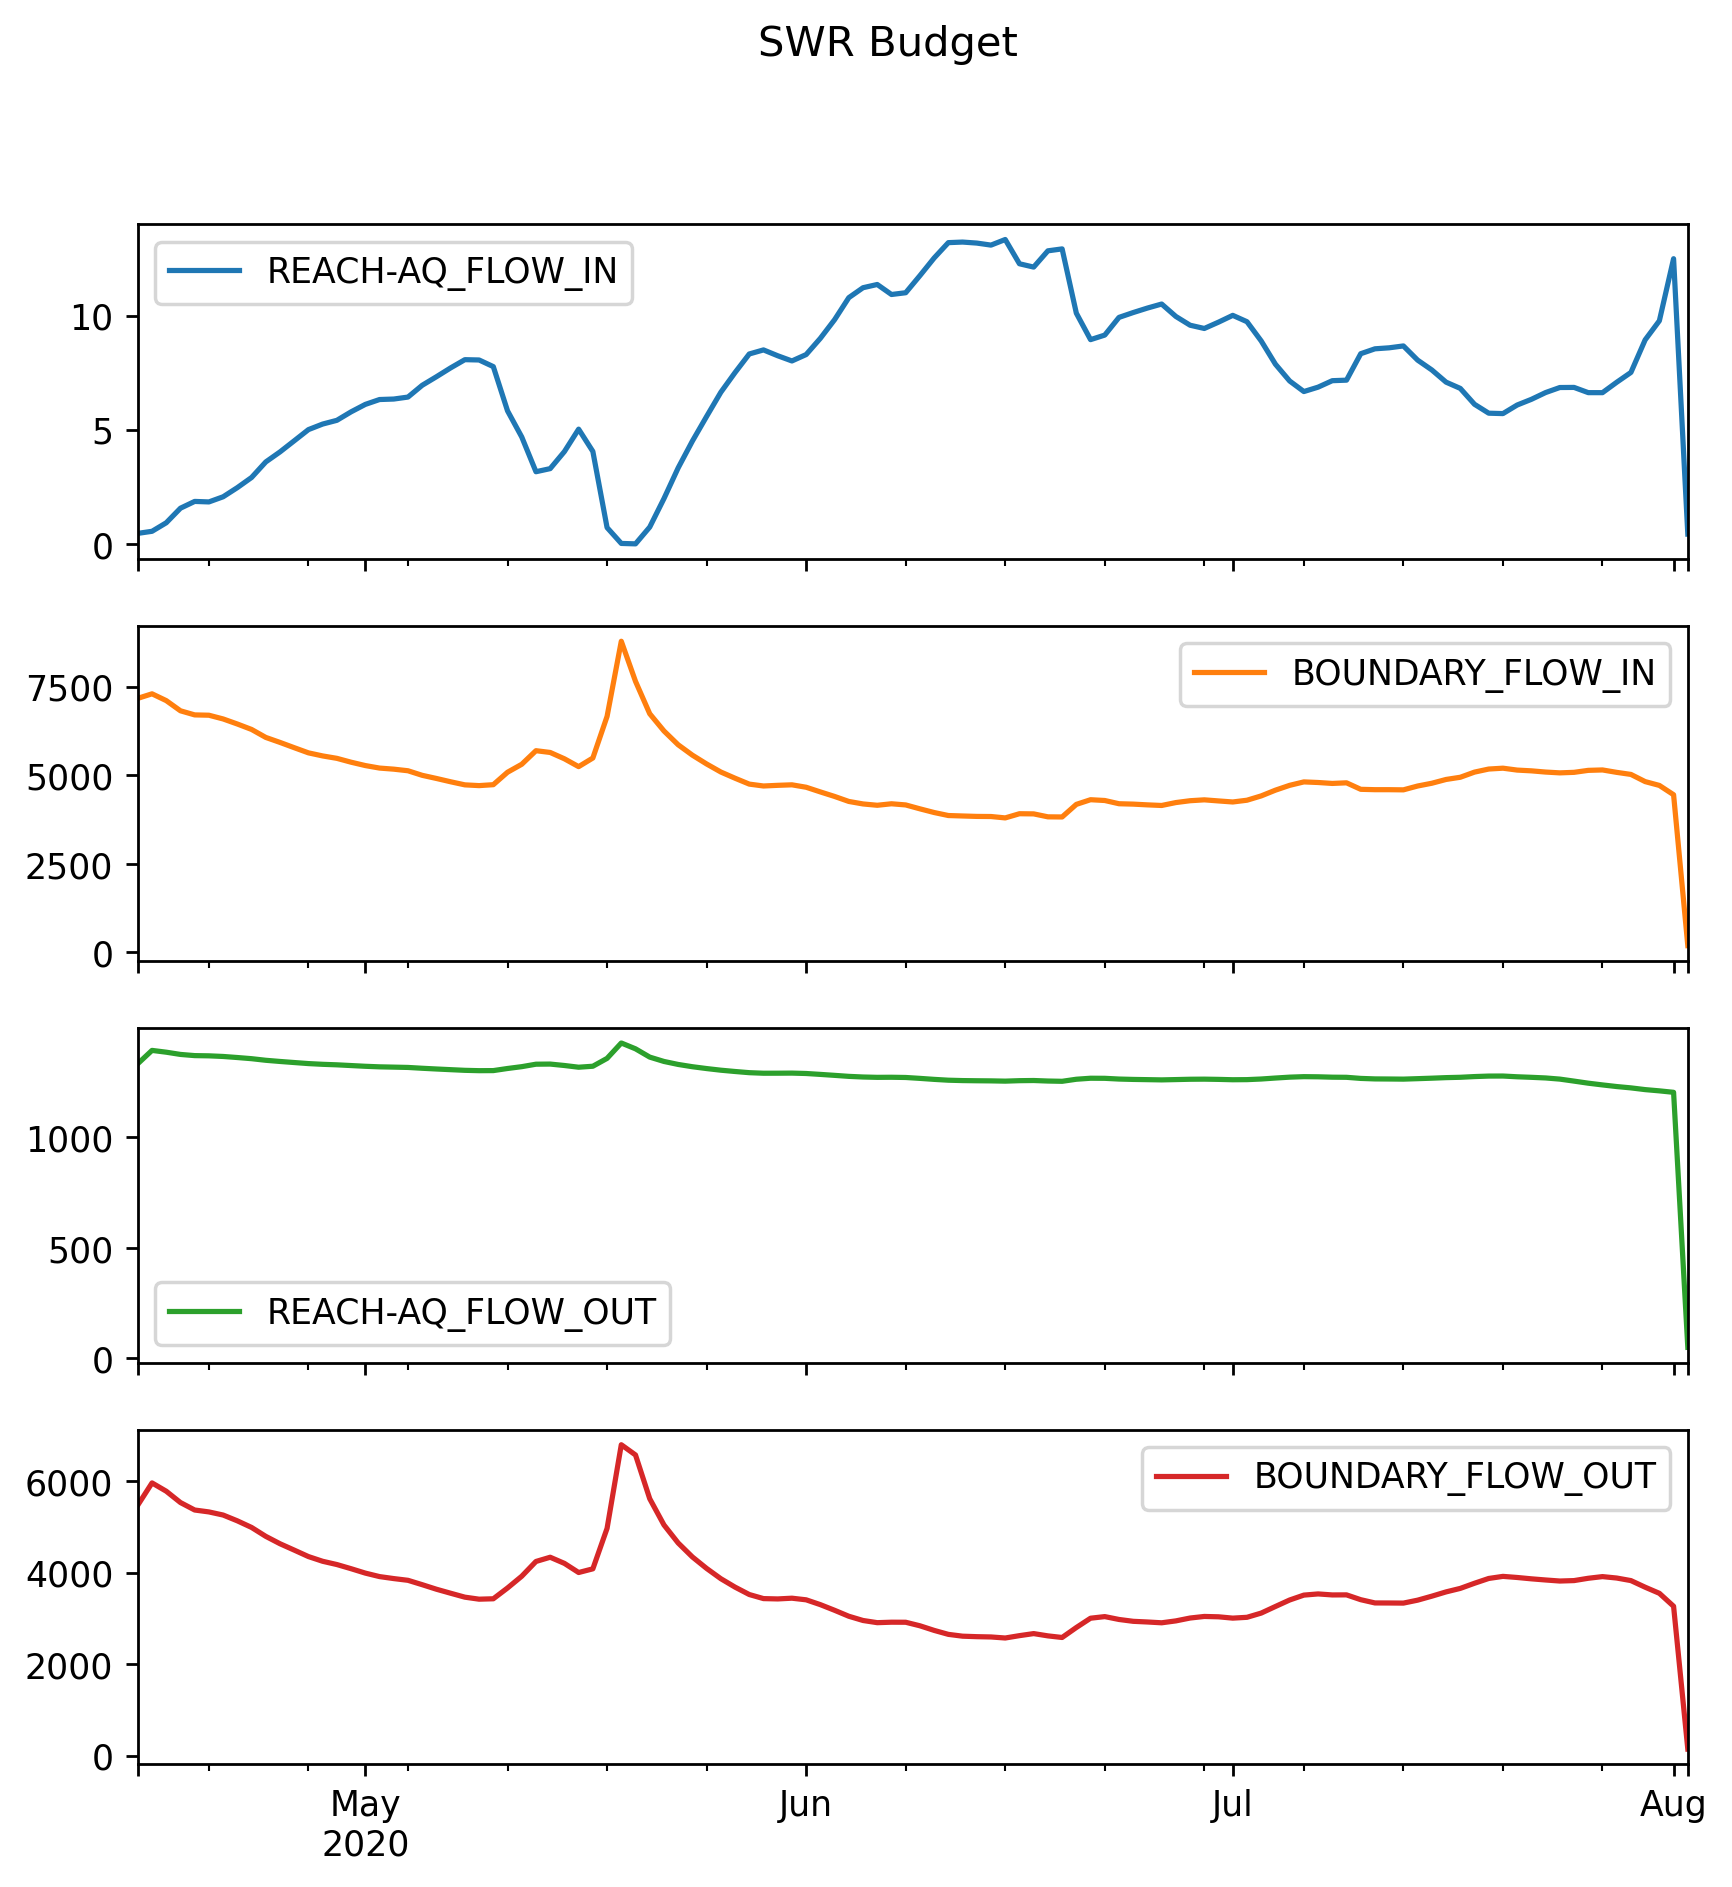 SWR Budget
REACH-AQ_FLOW_IN
10
5
0
BOUNDARY_FLOW_IN
7500
5000
2500
0
1000
500
0
REACH-AQ_FLOW_OUT
BOUNDARY_FLOW_OUT
6000
4000
2000
0
May Jun Jul Aug
2020